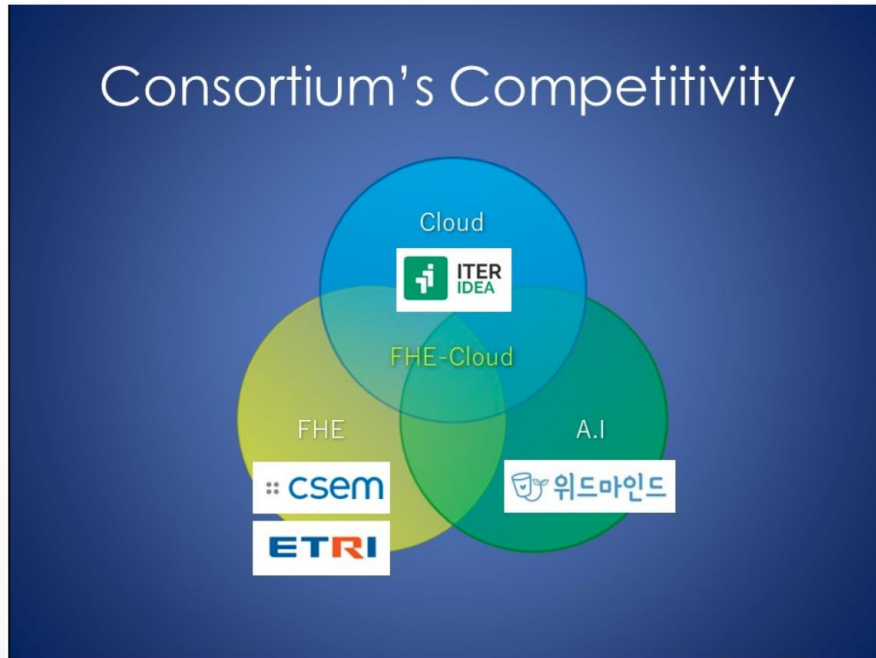 Consortium's Competitivity
Cloud
ITER
IDEA
FHE-Cloud
FHE
A.I
csem
위드마인드
ETRI